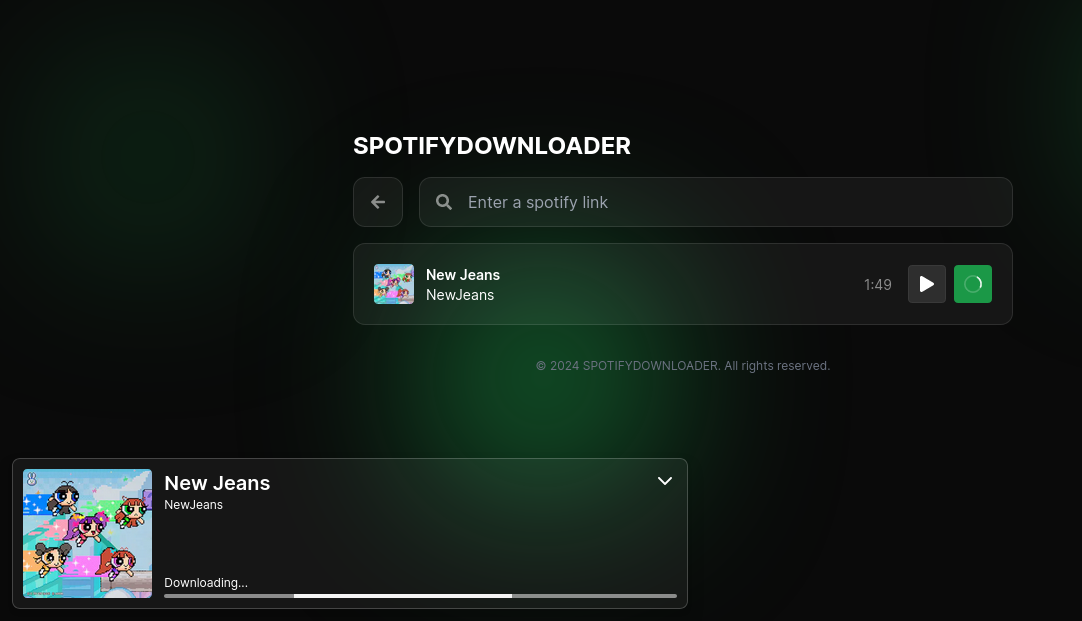 SPOTIFYDOWNLOADER
Enter a spotify link
New Jeans
NewJeans
1:49
© 2024 SPOTIFYDOWNLOADER. All rights reserved.
New Jeans
NewJeans
Downloading...